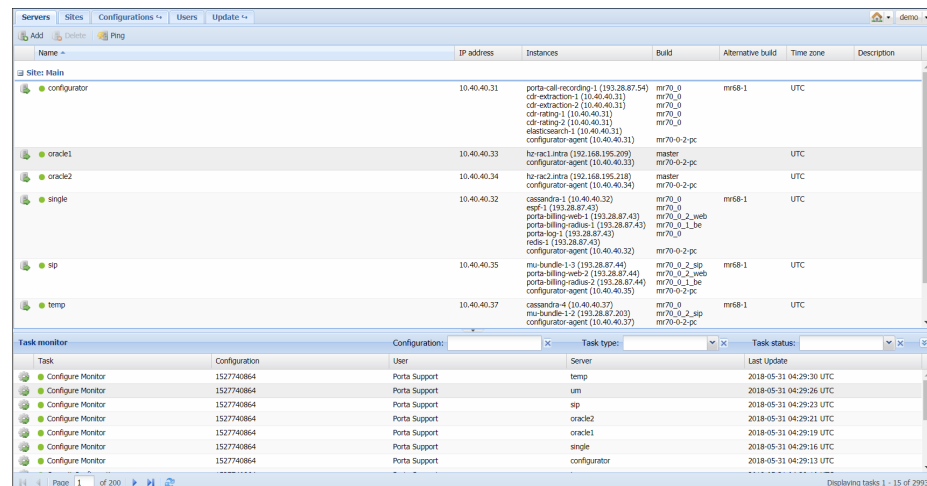 Servers Sites Configurations Users Update demo
Add Delete Ping
Name IP address Instances Build Alternative build Time zone Description
Site: Main
configurator 10.40.40.31 porta-call-recording-1 (193.28.87.54) mr70_0 mr68-1 UTC
cdr-extraction-1 (10.40.40.31) mr70_0
cdr-extraction-2 (10.40.40.31) mr70_0
cdr-rating-1 (10.40.40.31) mr70_0
cdr-rating-2 (10.40.40.31) mr70_0
elasticsearch-1 (10.40.40.31)
configurator-agent (10.40.40.31) mr70-0-2-pc
oracle1 10.40.40.33 hz-rac1.intra (192.168.195.209) master UTC
configurator-agent (10.40.40.33) mr70-0-2-pc
oracle2 10.40.40.34 hz-rac2.intra (192.168.195.218) master UTC
configurator-agent (10.40.40.34) mr70-0-2-pc
single 10.40.40.32 cassandra-1 (10.40.40.32) mr70_0 mr68-1 UTC
espf-1 (193.28.87.43) mr70_0
porta-billing-web-1 (193.28.87.43) mr70_0_2_web
porta-billing-radius-1 (193.28.87.43) mr70_0_1_be
porta-log-1 (193.28.87.43) mr70_0
redis-1 (193.28.87.43)
configurator-agent (10.40.40.32) mr70-0-2-pc
sip 10.40.40.35 mu-bundle-1-3 (193.28.87.44) mr70_0_2_sip mr68-1 UTC
porta-billing-web-2 (193.28.87.44) mr70_0_2_web
porta-billing-radius-2 (193.28.87.44) mr70_0_1_be
configurator-agent (10.40.40.35) mr70-0-2-pc
temp 10.40.40.37 cassandra-4 (10.40.40.37) mr70_0 mr68-1 UTC
mu-bundle-1-2 (193.28.87.203) mr70_0_2_sip
configurator-agent (10.40.40.37) mr70-0-2-pc
Task monitor Configuration: Task type: Task status:
Task Configuration User Server Last Update
Configure Monitor 1527740864 Porta Support temp 2018-05-31 04:29:30 UTC
Configure Monitor 1527740864 Porta Support um 2018-05-31 04:29:26 UTC
Configure Monitor 1527740864 Porta Support sip 2018-05-31 04:29:23 UTC
Configure Monitor 1527740864 Porta Support oracle2 2018-05-31 04:29:21 UTC
Configure Monitor 1527740864 Porta Support oracle1 2018-05-31 04:29:19 UTC
Configure Monitor 1527740864 Porta Support single 2018-05-31 04:29:16 UTC
Configure Monitor 1527740864 Porta Support configurator 2018-05-31 04:29:13 UTC
Page 1 of 200 Displaying tasks 1 - 15 of 2993